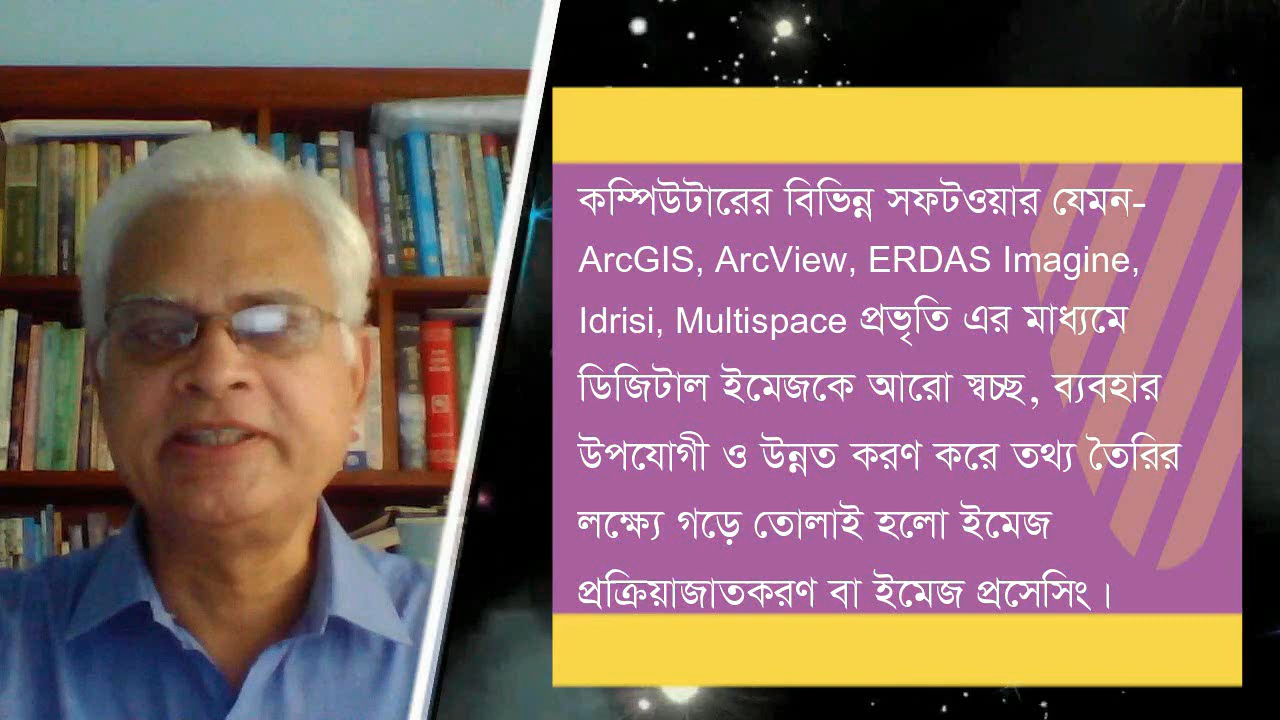 কম্পিউটারের বিভিন্ন সফটওয়ার যেমন-
ArcGIS, ArcView, ERDAS Imagine,
Idrisi, Multispace প্রভৃতি এর মাধ্যমে
ডিজিটাল ইমেজকে আরো স্বচ্ছ, ব্যবহার
উপযোগী ও উন্নত করণ করে তথ্য তৈরির
লক্ষ্যে গড়ে তোলাই হলো ইমেজ
প্রক্রিয়াজাতকরণ বা ইমেজ প্রসেসিং।